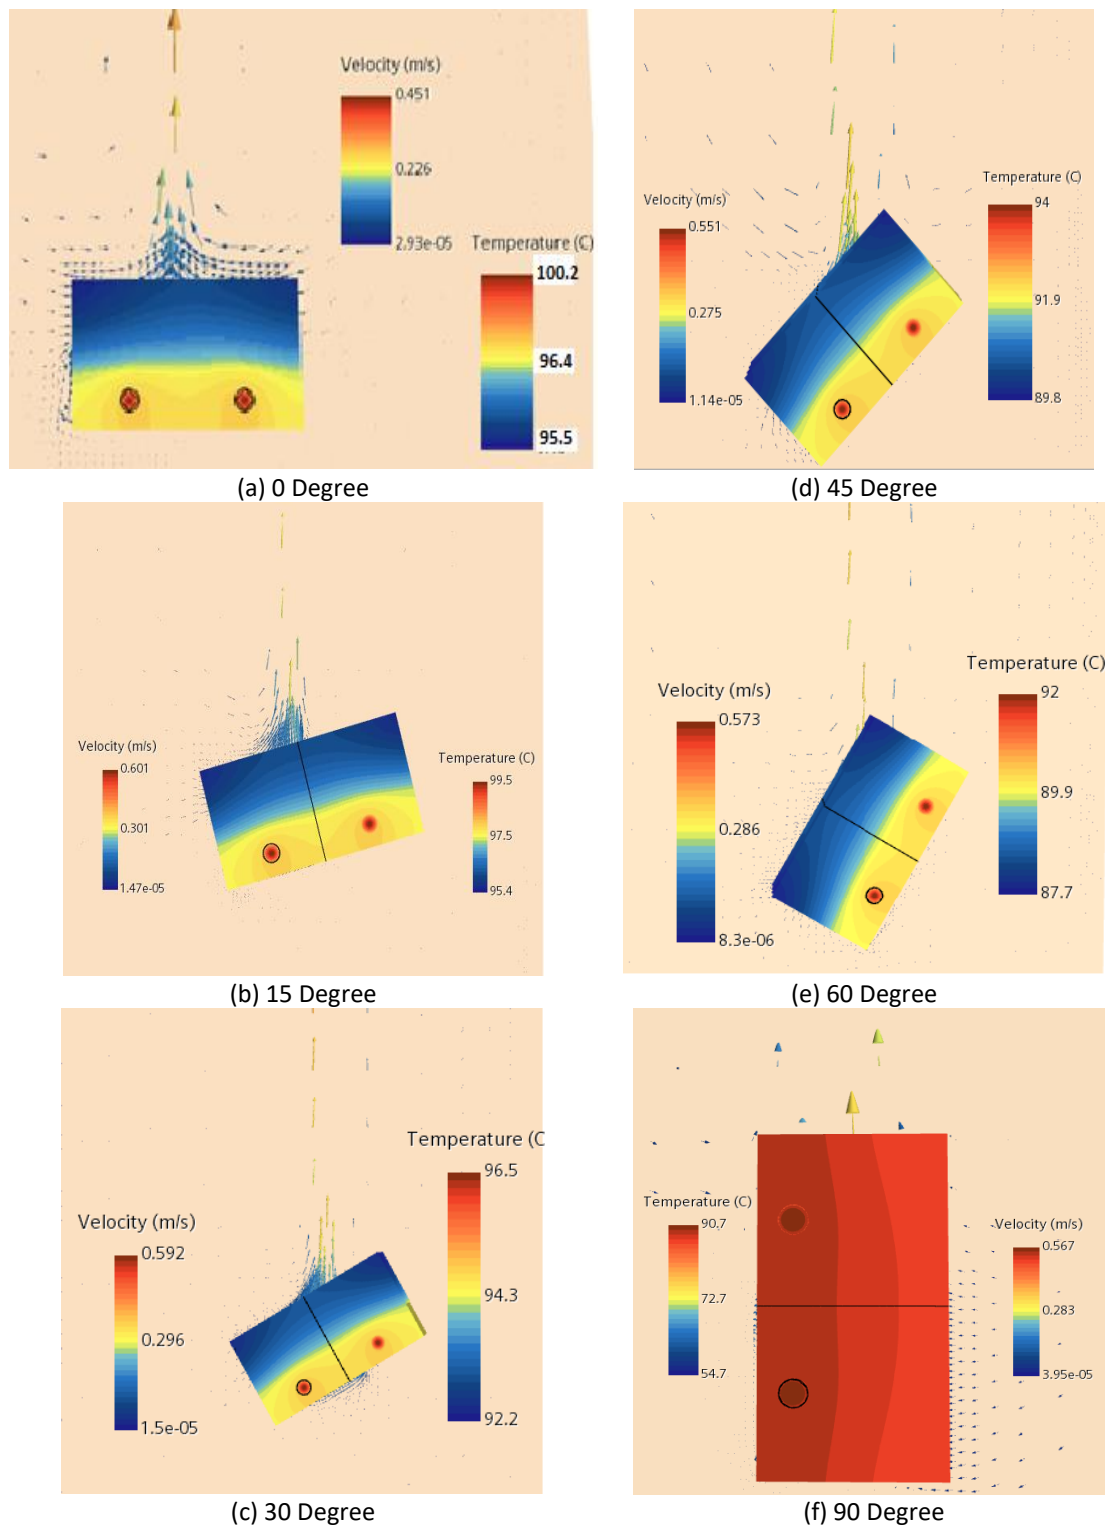 Velocity (m/s)
0.451
0.226
2.93e-05
Temperature (C)
100.2
96.4
95.5
(a) 0 Degree
Velocity (m/s)
0.551
0.275
1.14e-05
Temperature (C)
94
91.9
89.8
(d) 45 Degree
Velocity (m/s)
0.601
0.301
1.47e-05
Temperature (C)
99.5
97.5
95.4
(b) 15 Degree
Velocity (m/s)
0.573
0.286
8.3e-06
Temperature (C)
92
89.9
87.7
(e) 60 Degree
Velocity (m/s)
0.592
0.296
1.5e-05
Temperature (C
96.5
94.3
92.2
(c) 30 Degree
Temperature (C)
90.7
72.7
54.7
Velocity (m/s)
0.567
0.283
3.95e-05
(f) 90 Degree